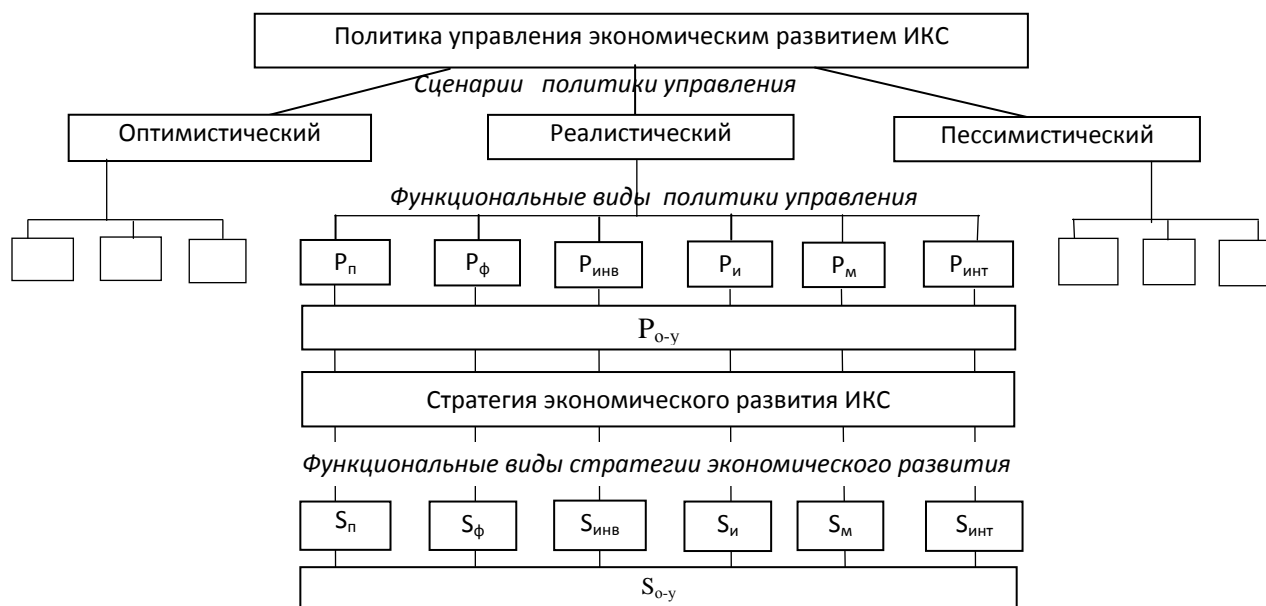 Политика управления экономическим развитием ИКС
Сценарии политики управления
Оптимистический Реалистический Пессимистический
Функциональные виды политики управления
Pп Pф Pинв Pи Pм Pинт
Pо-у
Стратегия экономического развития ИКС
Функциональные виды стратегии экономического развития
Sп Sф Sинв Sи Sм Sинт
Sо-у